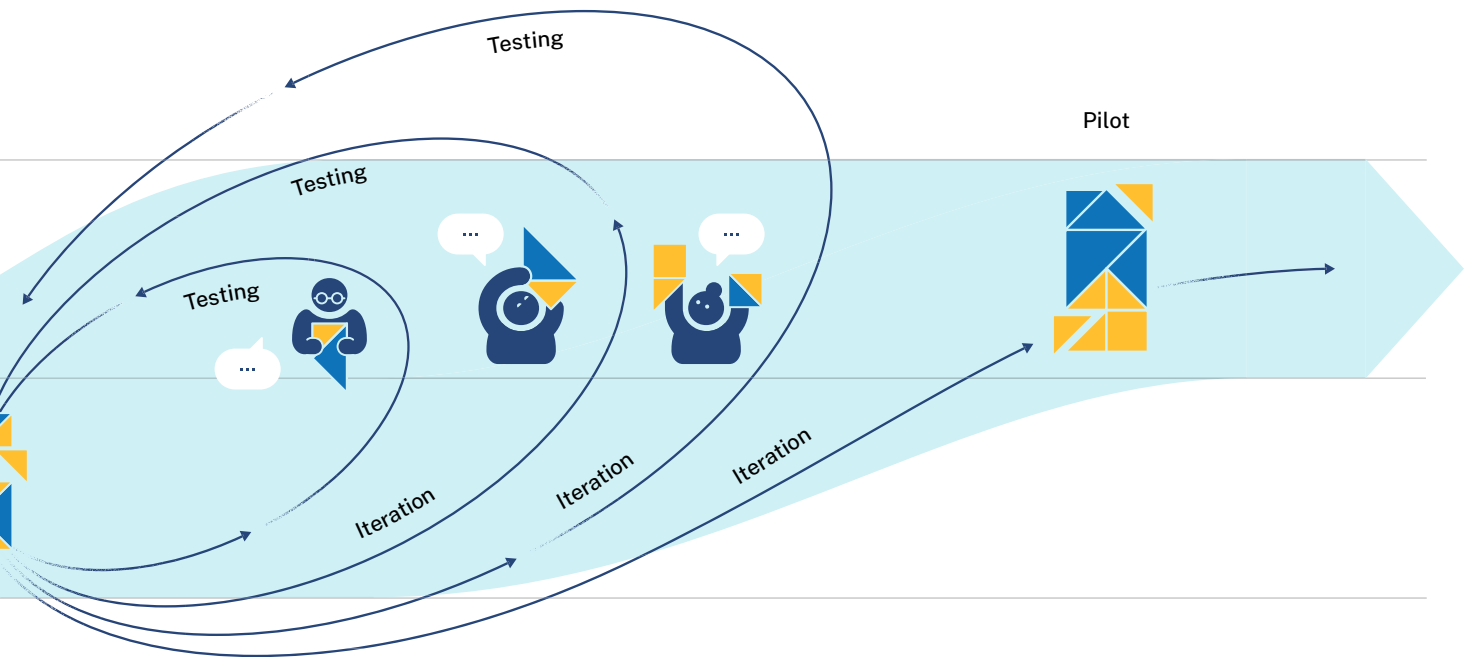 Testing
Pilot
Testing
Testing
...
...
...
Iteration
Iteration
Iteration